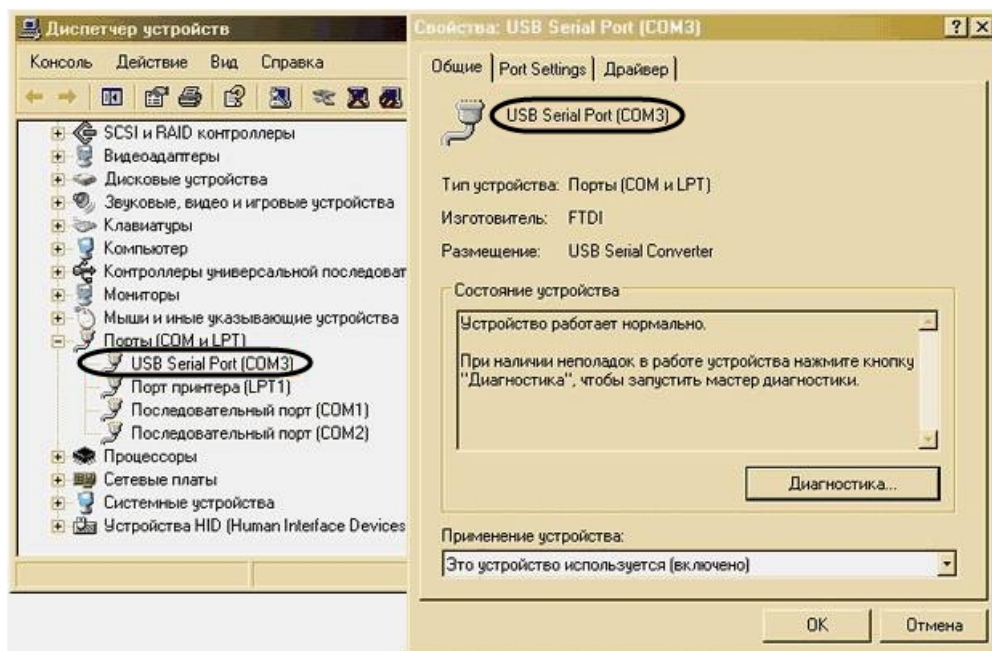 Диспетчер устройств
Консоль Действие Вид Справка
SCSI и RAID контроллеры
Видеоадаптеры
Дисковые устройства
Звуковые, видео и игровые устройства
Клавиатуры
Компьютер
Контроллеры универсальной последоват
Мониторы
Мыши и иные указывающие устройства
Порты (COM и LPT)
USB Serial Port (COM3)
Порт принтера (LPT1)
Последовательный порт (COM1)
Последовательный порт (COM2)
Процессоры
Сетевые платы
Системные устройства
Устройства HID (Human Interface Devices
Свойства: USB Serial Port (COM3)
Общие Port Settings Драйвер
USB Serial Port (COM3)
Тип устройства: Порты (COM и LPT)
Изготовитель: FTDI
Размещение: USB Serial Converter
Состояние устройства
Устройство работает нормально.
При наличии неполадок в работе устройства нажмите кнопку
"Диагностика", чтобы запустить мастер диагностики.
Диагностика...
Применение устройства:
Это устройство используется (включено)
OK Отмена